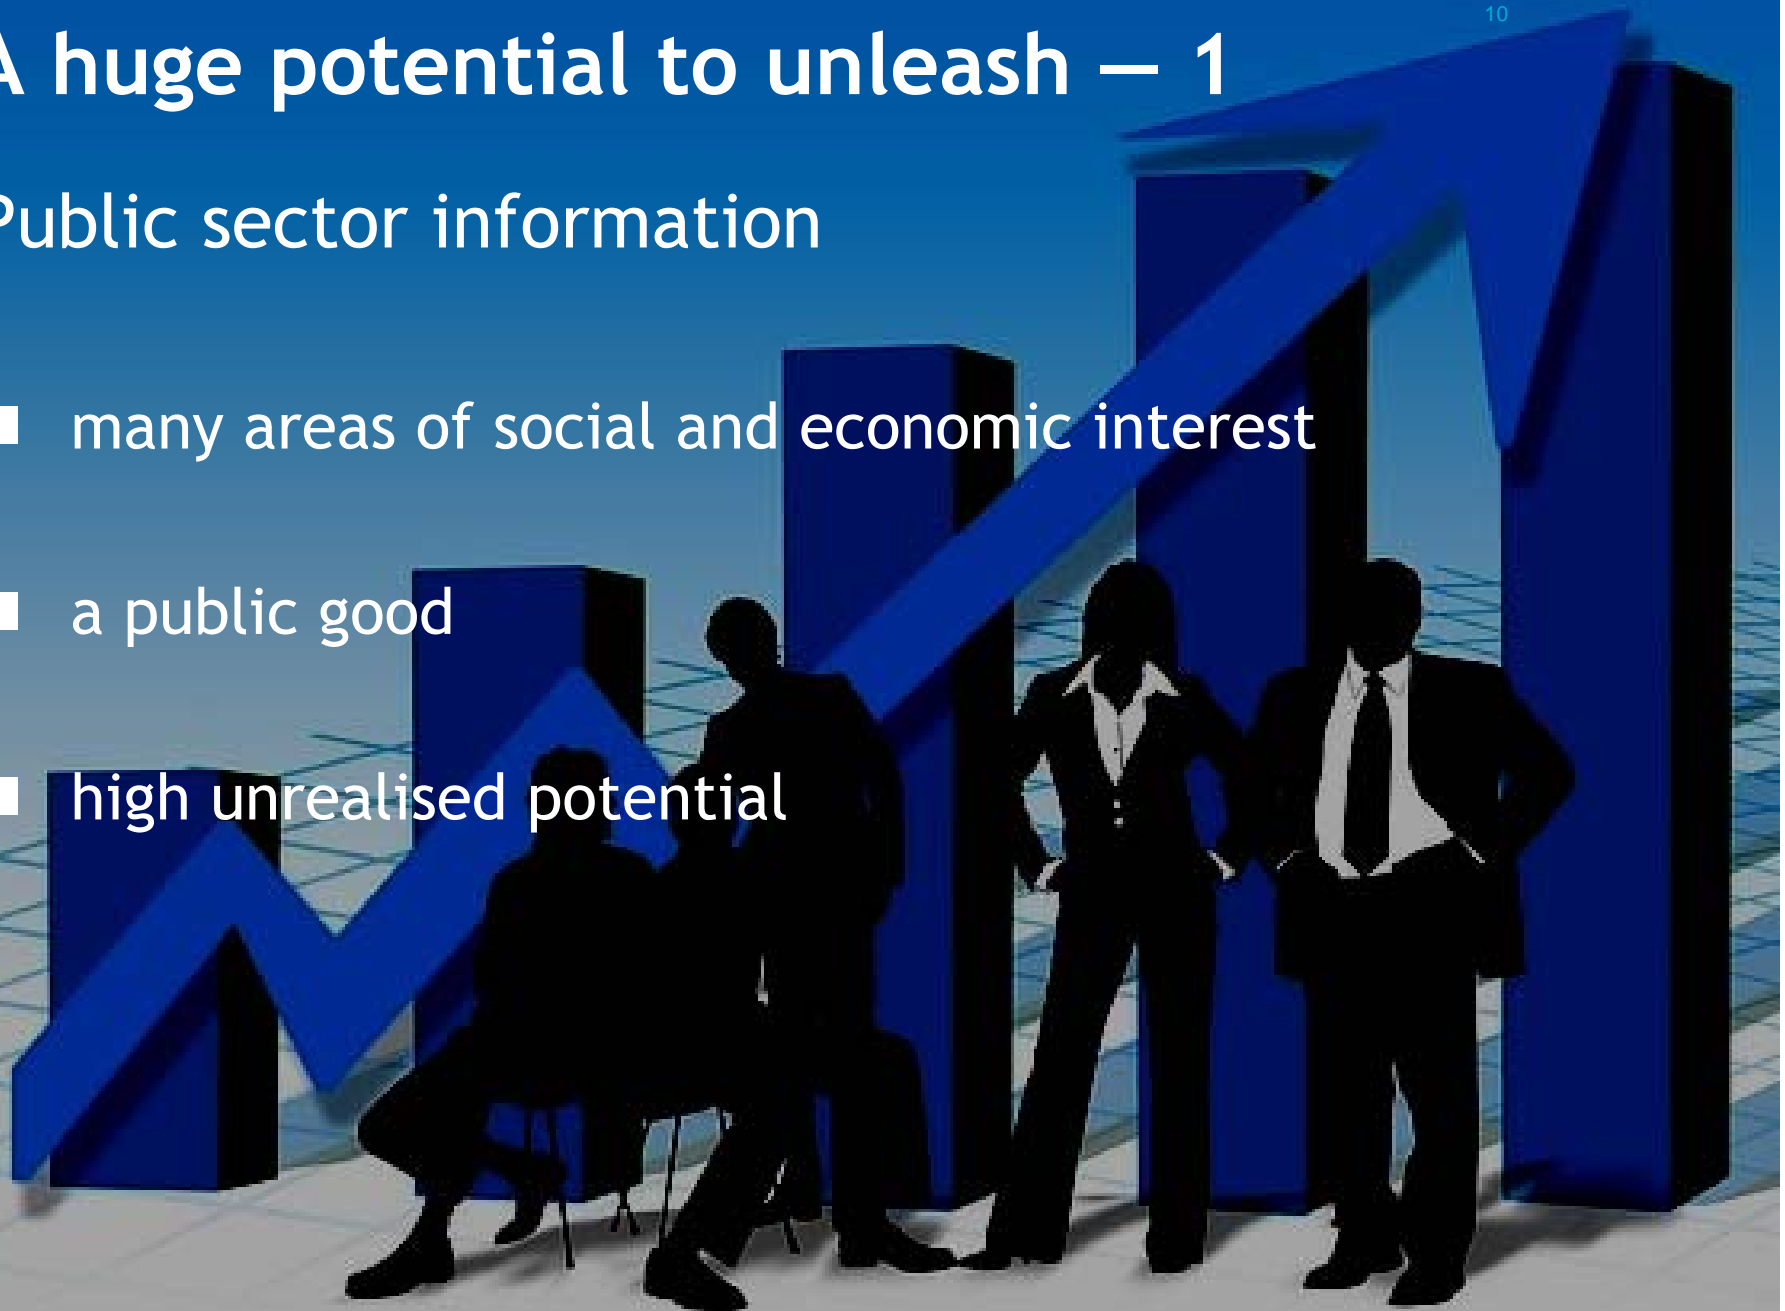 10
A huge potential to unleash — 1
Public sector information
many areas of social and economic interest
a public good
high unrealised potential